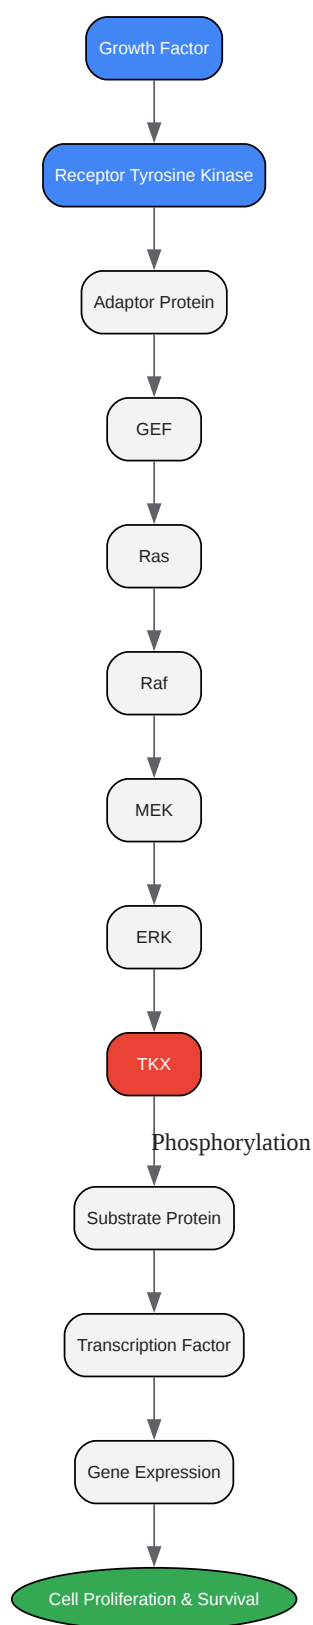 Growth Factor
Receptor Tyrosine Kinase
Adaptor Protein
GEF
Ras
Raf
MEK
ERK
TKX
Phosphorylation
Substrate Protein
Transcription Factor
Gene Expression
Cell Proliferation & Survival